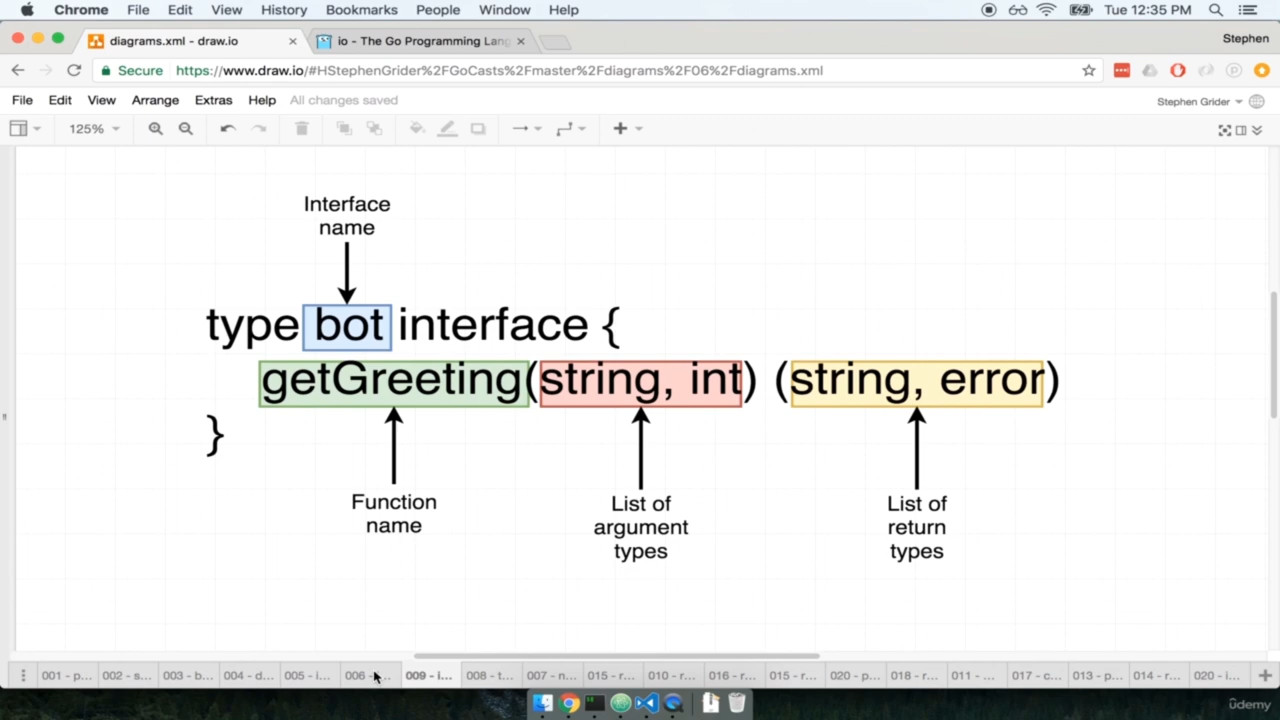 Chrome File Edit View History Bookmarks People Window Help Tue 12:35 PM
diagrams.xml - draw.io io - The Go Programming Lang Stephen
Secure https://www.draw.io/#HStephenGrider%2FGoCasts%2Fmaster%2Fdiagrams%2F06%2Fdiagrams.xml
File Edit View Arrange Extras Help All changes saved Stephen Grider
125%
Interface
name
type bot interface {
getGreeting(string, int) (string, error)
}
Function
name
List of
argument
types
List of
return
types
001 - p... 002 - s... 003 - b... 004 - d... 005 - i... 006 - 009 - i... 008 - t... 007 - n... 015 - r... 010 - r... 016 - r... 015 - r... 020 - p... 018 - r... 011 - ... 017 - c... 013 - p... 014 - r... 020 - i...
ûdemy